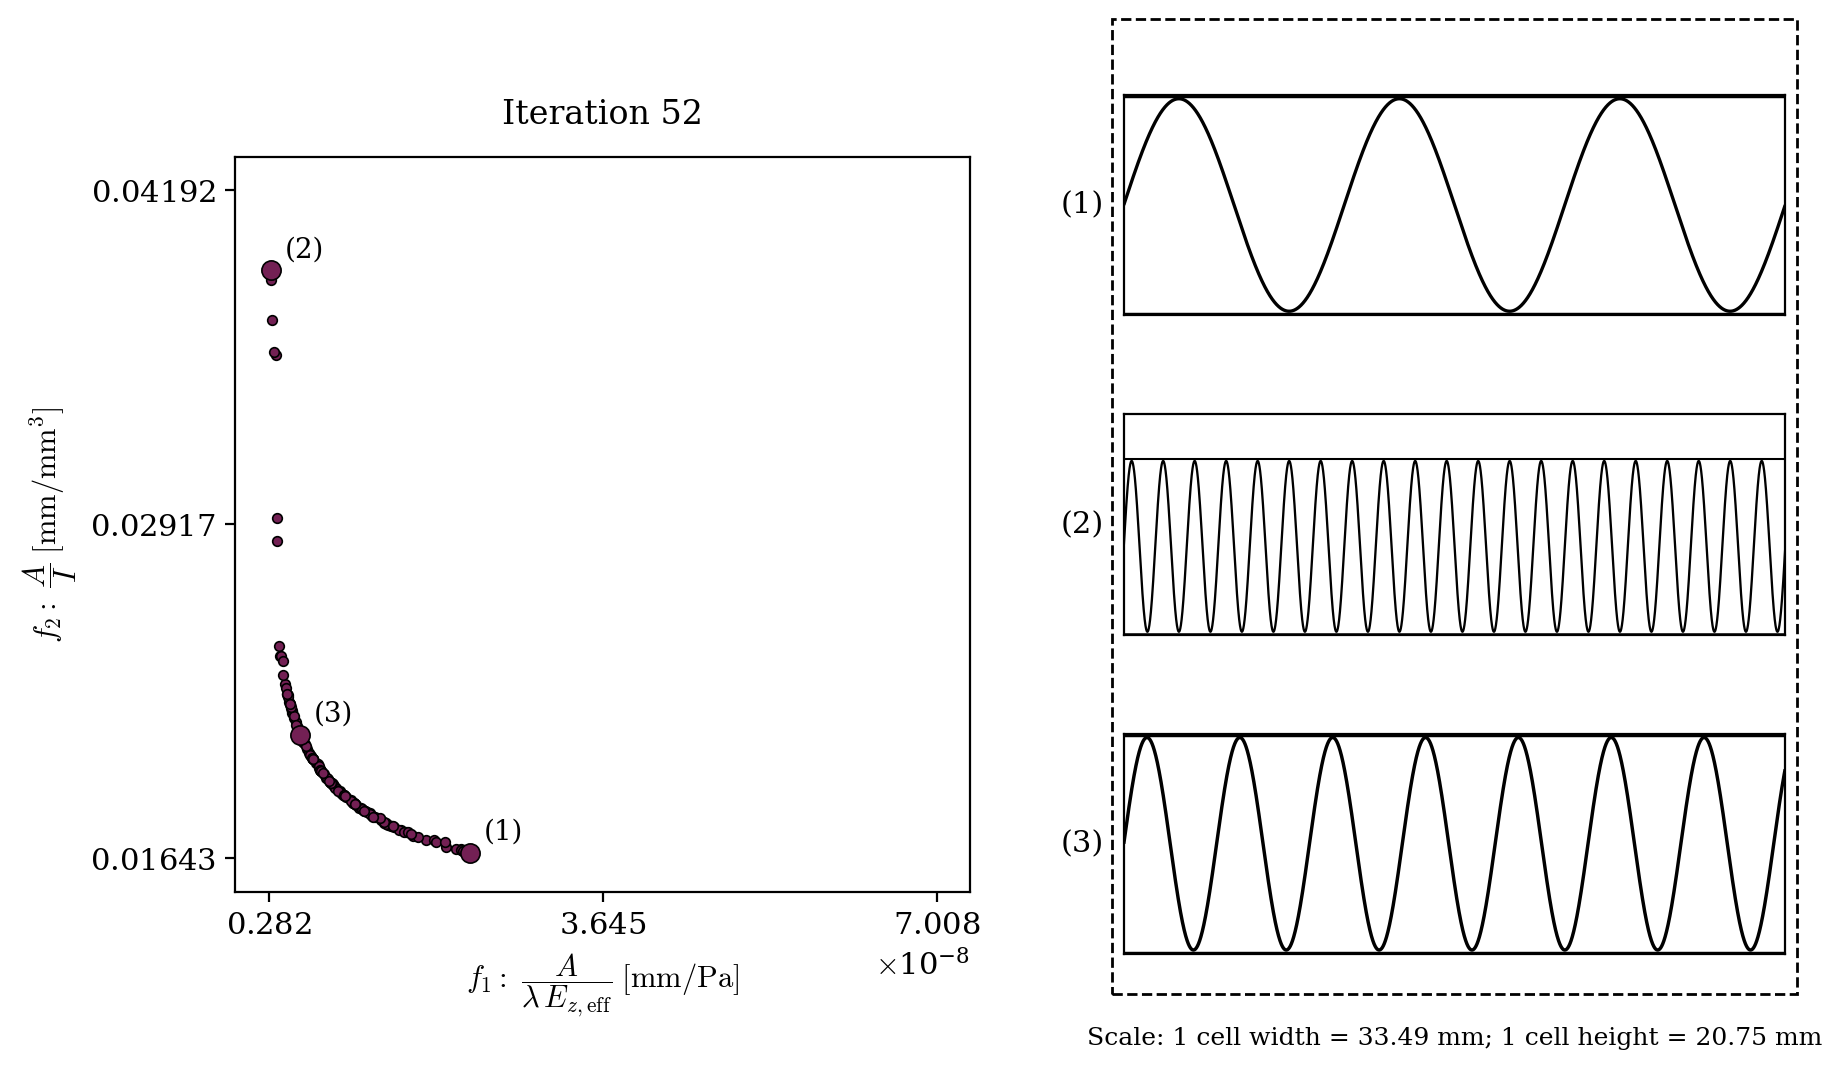 Iteration 52
0.04192
0.02917
0.01643
f₂ : A/I [mm/mm³]
(2)
(3)
(1)
0.282 3.645 7.008
×10⁻⁸
f₁ : A/(λ E_z,eff) [mm/Pa]
(1)
(2)
(3)
Scale: 1 cell width = 33.49 mm; 1 cell height = 20.75 mm